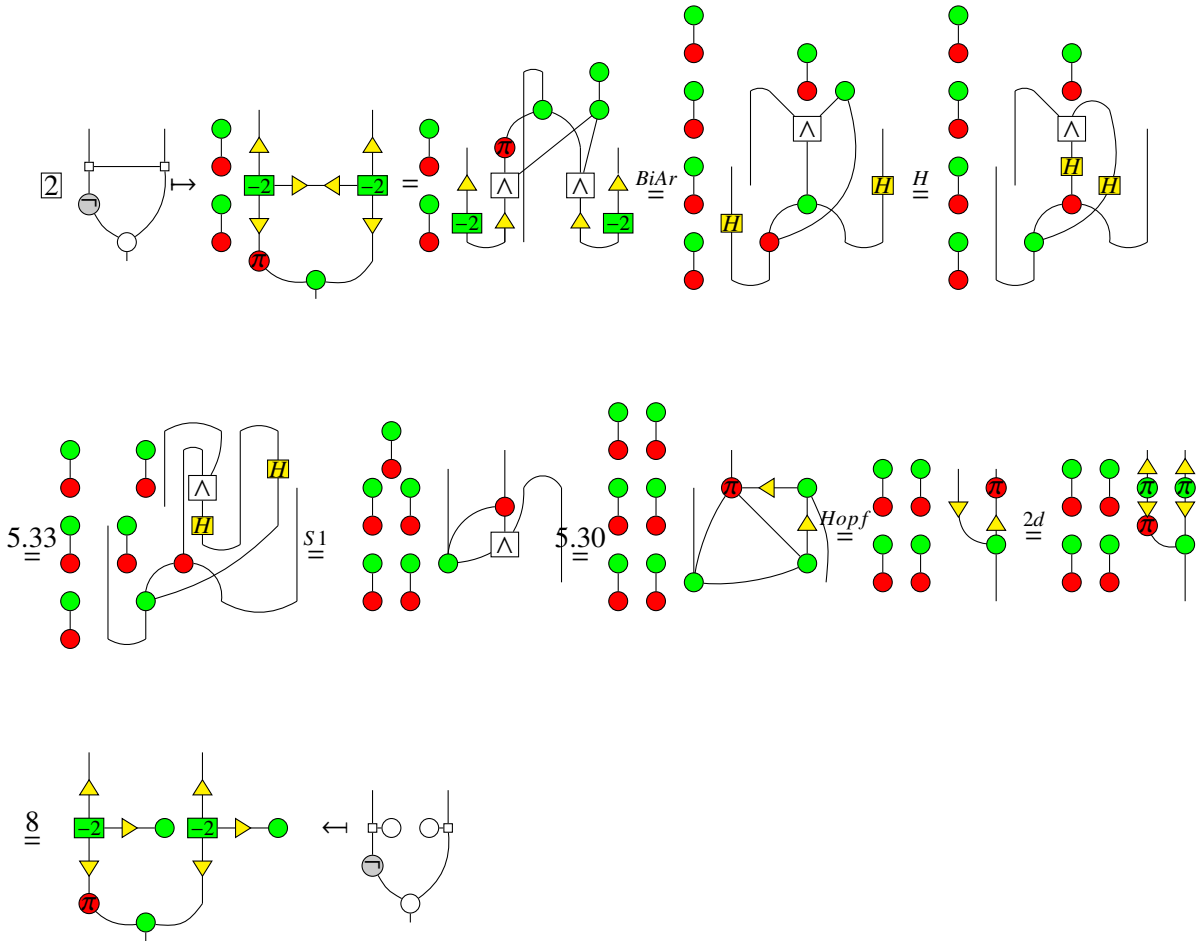 2 ¬ ↦ -2 -2 π = π ∧ ∧ -2 -2 BiAr = ∧ H H H = ∧ H H
5.33 = ∧ H H S1 = ∧ 5.30 = π Hopf = π 2d = π π π
8 = -2 -2 π ↤ ¬